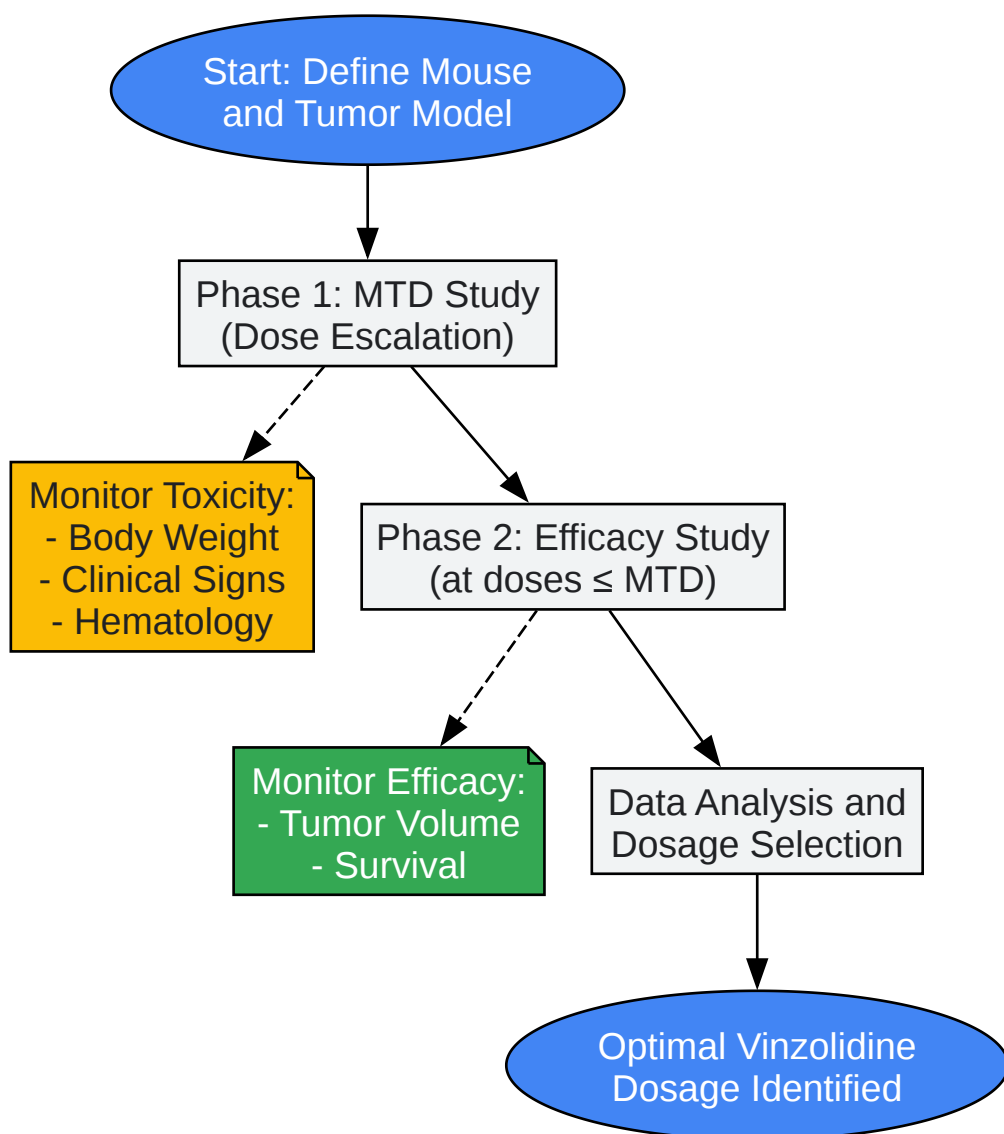 Start: Define Mouse
and Tumor Model
Phase 1: MTD Study
(Dose Escalation)
Monitor Toxicity:
- Body Weight
- Clinical Signs
- Hematology
Phase 2: Efficacy Study
(at doses ≤ MTD)
Monitor Efficacy:
- Tumor Volume
- Survival
Data Analysis and
Dosage Selection
Optimal Vinzolidine
Dosage Identified